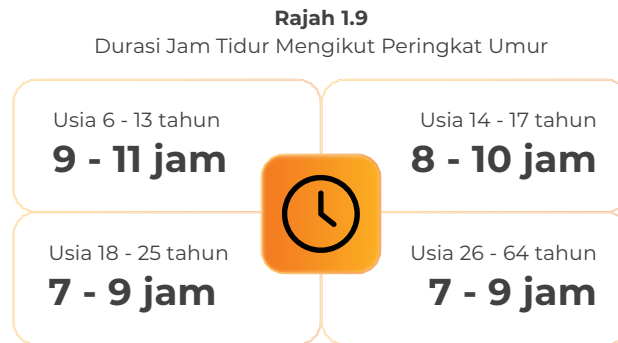 Rajah 1.9
Durasi Jam Tidur Mengikut Peringkat Umur
Usia 6 - 13 tahun
9 - 11 jam
Usia 14 - 17 tahun
8 - 10 jam
Usia 18 - 25 tahun
7 - 9 jam
Usia 26 - 64 tahun
7 - 9 jam